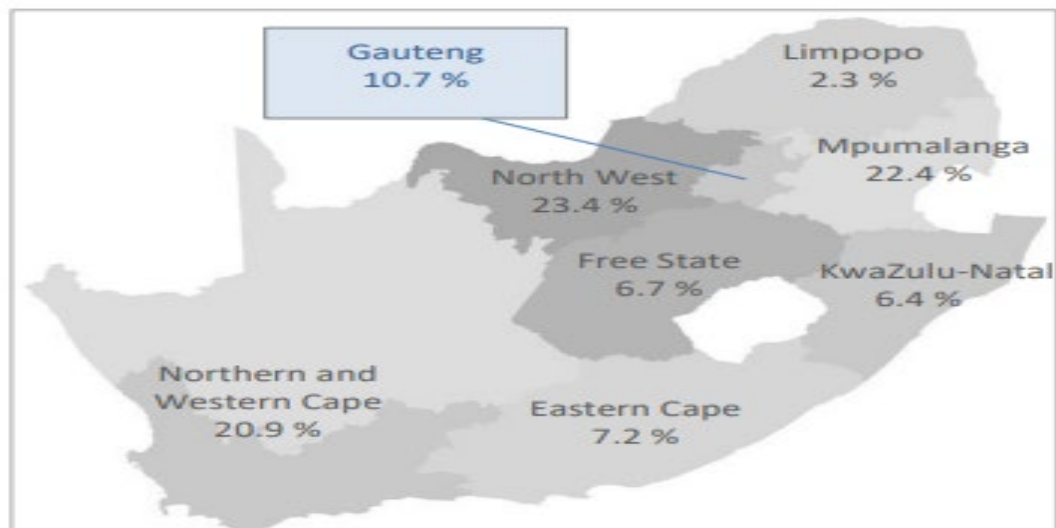 Gauteng
10.7 %
Limpopo
2.3 %
Mpumalanga
22.4 %
North West
23.4 %
Free State
6.7 %
KwaZulu-Natal
6.4 %
Northern and
Western Cape
20.9 %
Eastern Cape
7.2 %